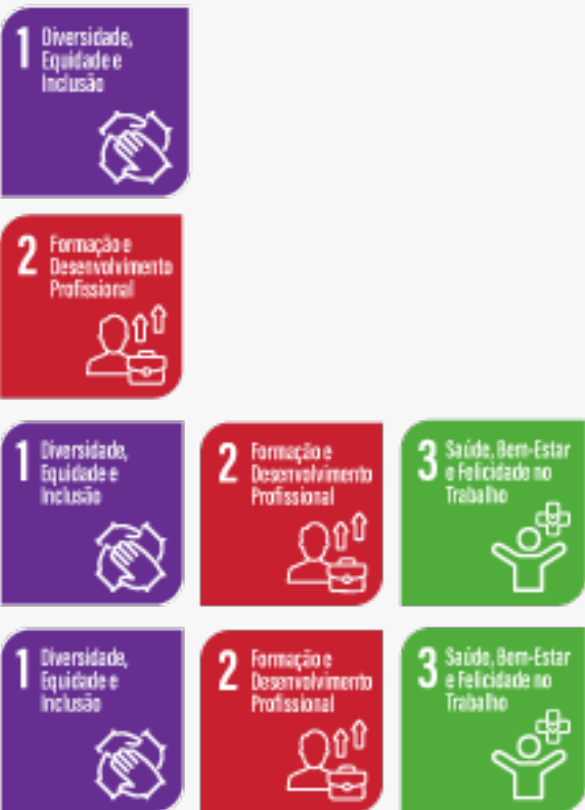 1 Diversidade,
Equidade e
Inclusão
2 Formação e
Desenvolvimento
Profissional
1 Diversidade,
Equidade e
Inclusão
2 Formação e
Desenvolvimento
Profissional
3 Saúde, Bem-Estar
e Felicidade no
Trabalho
1 Diversidade,
Equidade e
Inclusão
2 Formação e
Desenvolvimento
Profissional
3 Saúde, Bem-Estar
e Felicidade no
Trabalho